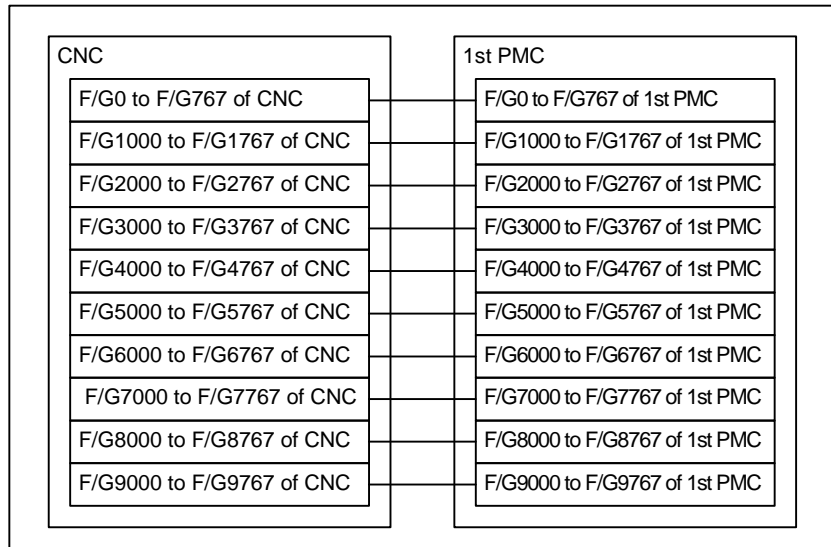 CNC
F/G0 to F/G767 of CNC
F/G1000 to F/G1767 of CNC
F/G2000 to F/G2767 of CNC
F/G3000 to F/G3767 of CNC
F/G4000 to F/G4767 of CNC
F/G5000 to F/G5767 of CNC
F/G6000 to F/G6767 of CNC
F/G7000 to F/G7767 of CNC
F/G8000 to F/G8767 of CNC
F/G9000 to F/G9767 of CNC
1st PMC
F/G0 to F/G767 of 1st PMC
F/G1000 to F/G1767 of 1st PMC
F/G2000 to F/G2767 of 1st PMC
F/G3000 to F/G3767 of 1st PMC
F/G4000 to F/G4767 of 1st PMC
F/G5000 to F/G5767 of 1st PMC
F/G6000 to F/G6767 of 1st PMC
F/G7000 to F/G7767 of 1st PMC
F/G8000 to F/G8767 of 1st PMC
F/G9000 to F/G9767 of 1st PMC